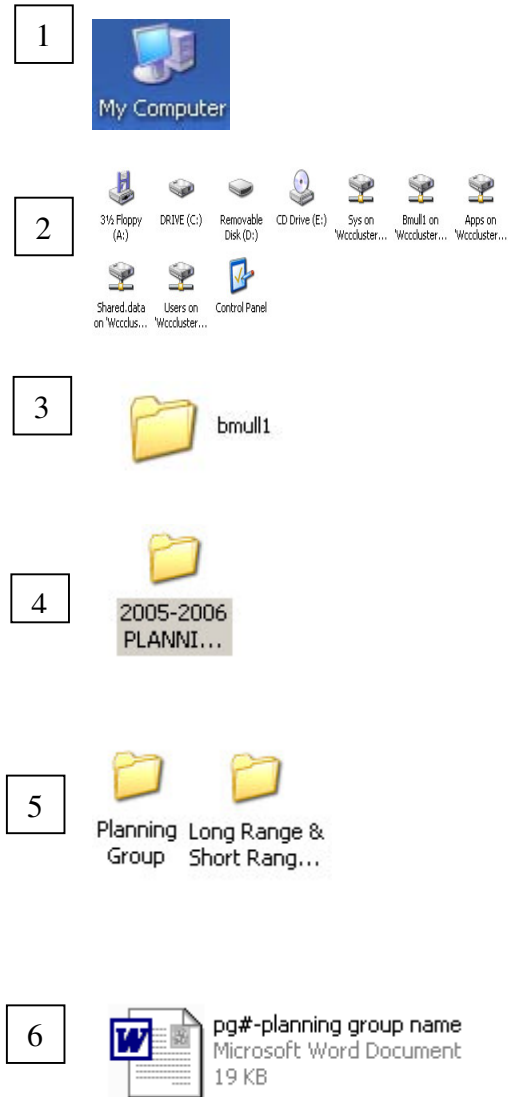 1
My Computer
2
3½ Floppy (A:)
DRIVE (C:)
Removable Disk (D:)
CD Drive (E:)
Sys on 'Wcccluster...
Bmull1 on 'Wcccluster...
Apps on 'Wcccluster...
Shared.data on 'Wccclus...
Users on 'Wcccluster...
Control Panel
3
bmull1
4
2005-2006
PLANNI...
5
Planning
Group
Long Range &
Short Rang...
6
pg#-planning group name
Microsoft Word Document
19 KB